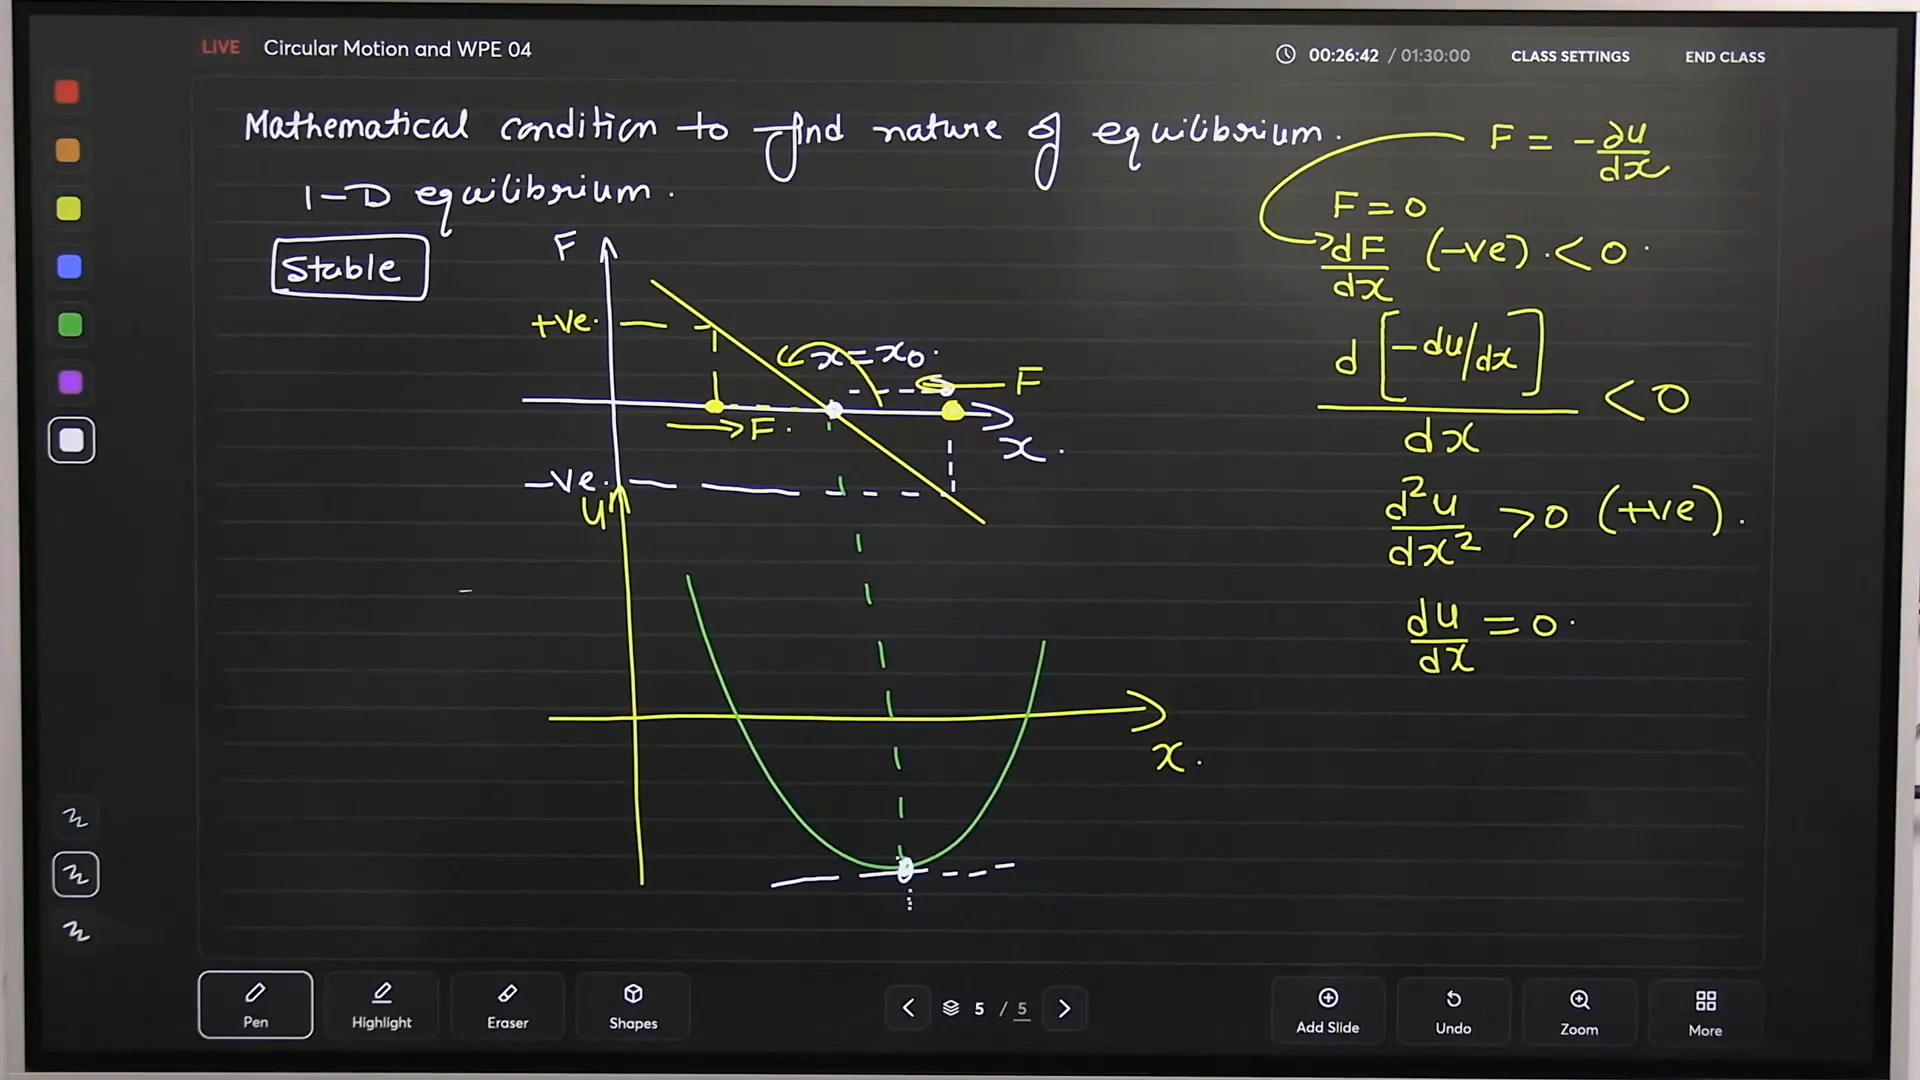 LIVE Circular Motion and WPE 04
00:26:42 / 01:30:00 CLASS SETTINGS END CLASS
Mathematical condition to find nature of equilibrium.
1-D equilibrium.
Stable
F
+ve.
x = x₀.
F
F.
x.
-ve.
U
x.
F = -∂U/dx
F = 0
dF/dx (-ve). < 0.
d[-du/dx]/dx < 0
d²u/dx² > 0 (+ve).
du/dx = 0.
Pen Highlight Eraser Shapes 5 / 5 Add Slide Undo Zoom More